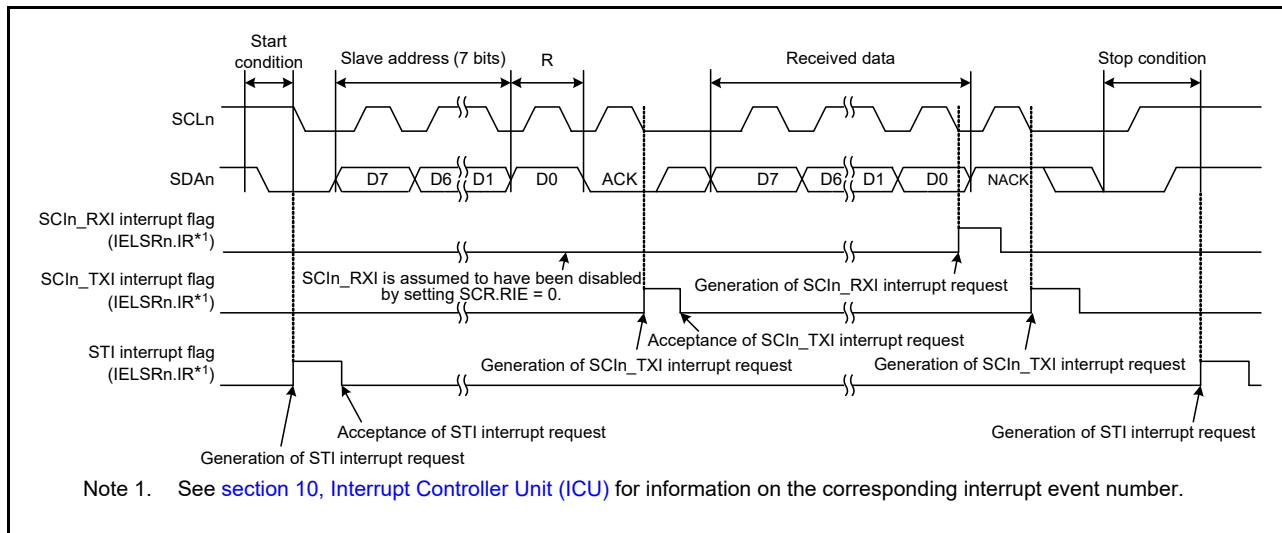 Start
condition
Slave address (7 bits)
R
Received data
Stop condition
SCLn
SDAn
D7
D6
D1
D0
ACK
D7
D6
D1
D0
NACK
SCIn_RXI interrupt flag
(IELSRn.IR*1)
SCIn_RXI is assumed to have been disabled
by setting SCR.RIE = 0.
Generation of SCIn_RXI interrupt request
SCIn_TXI interrupt flag
(IELSRn.IR*1)
Acceptance of SCIn_TXI interrupt request
Generation of SCIn_TXI interrupt request
Generation of SCIn_TXI interrupt request
STI interrupt flag
(IELSRn.IR*1)
Acceptance of STI interrupt request
Generation of STI interrupt request
Generation of STI interrupt request
Note 1. See section 10, Interrupt Controller Unit (ICU) for information on the corresponding interrupt event number.